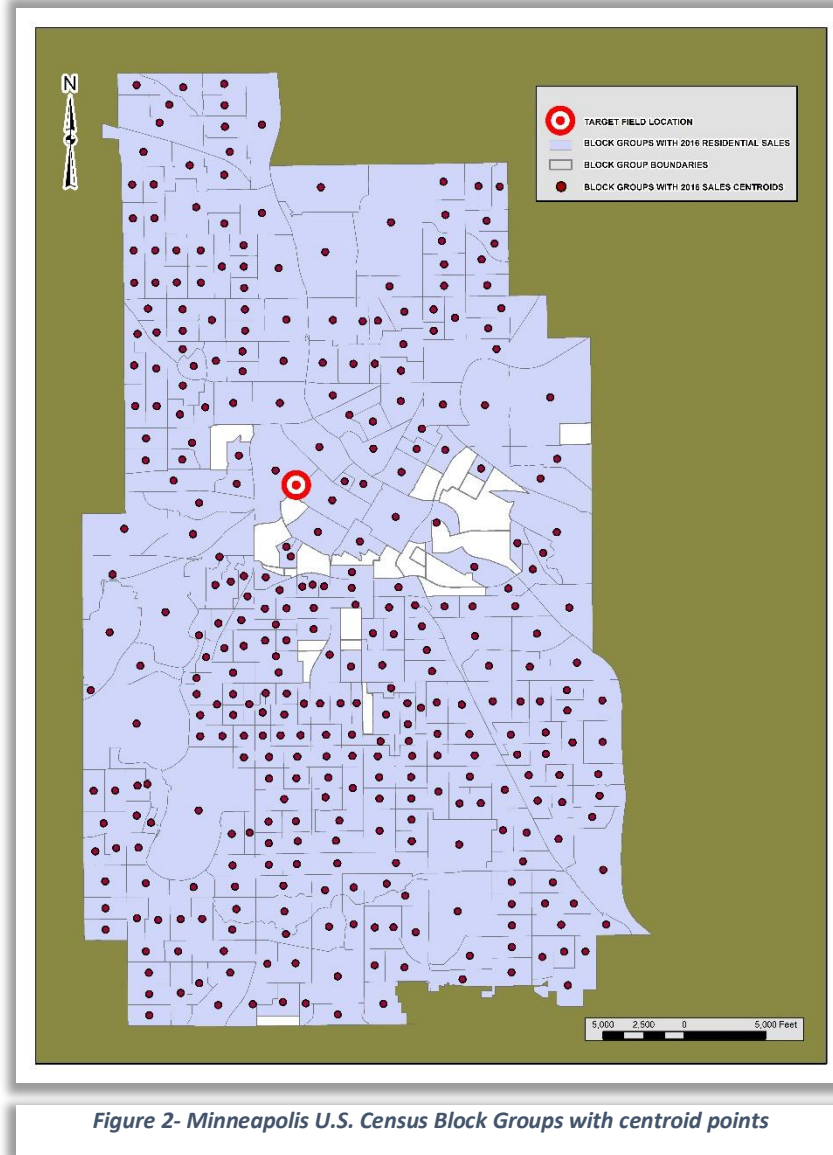 N
TARGET FIELD LOCATION
BLOCK GROUPS WITH 2016 RESIDENTIAL SALES
BLOCK GROUP BOUNDARIES
BLOCK GROUPS WITH 2016 SALES CENTROIDS
5,000 2,500 0 5,000 Feet
Figure 2- Minneapolis U.S. Census Block Groups with centroid points